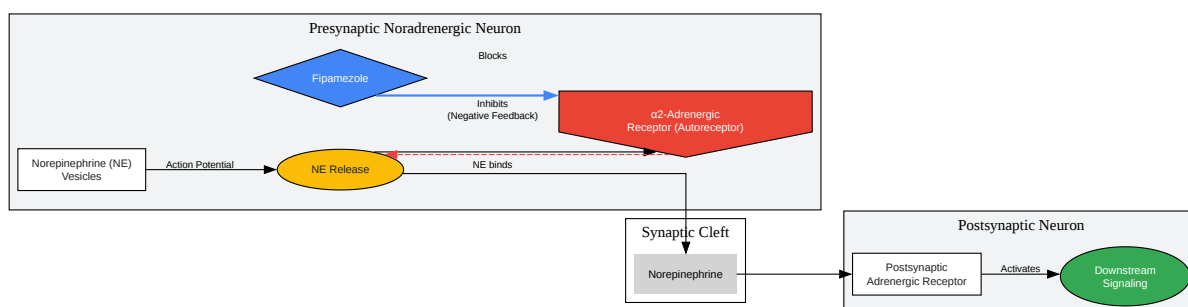 Presynaptic Noradrenergic Neuron
Blocks
Fipamezole
Inhibits
(Negative Feedback)
α2-Adrenergic
Receptor (Autoreceptor)
Norepinephrine (NE)
Vesicles
Action Potential
NE Release
NE binds
Synaptic Cleft
Norepinephrine
Postsynaptic Neuron
Postsynaptic
Adrenergic Receptor
Activates
Downstream
Signaling